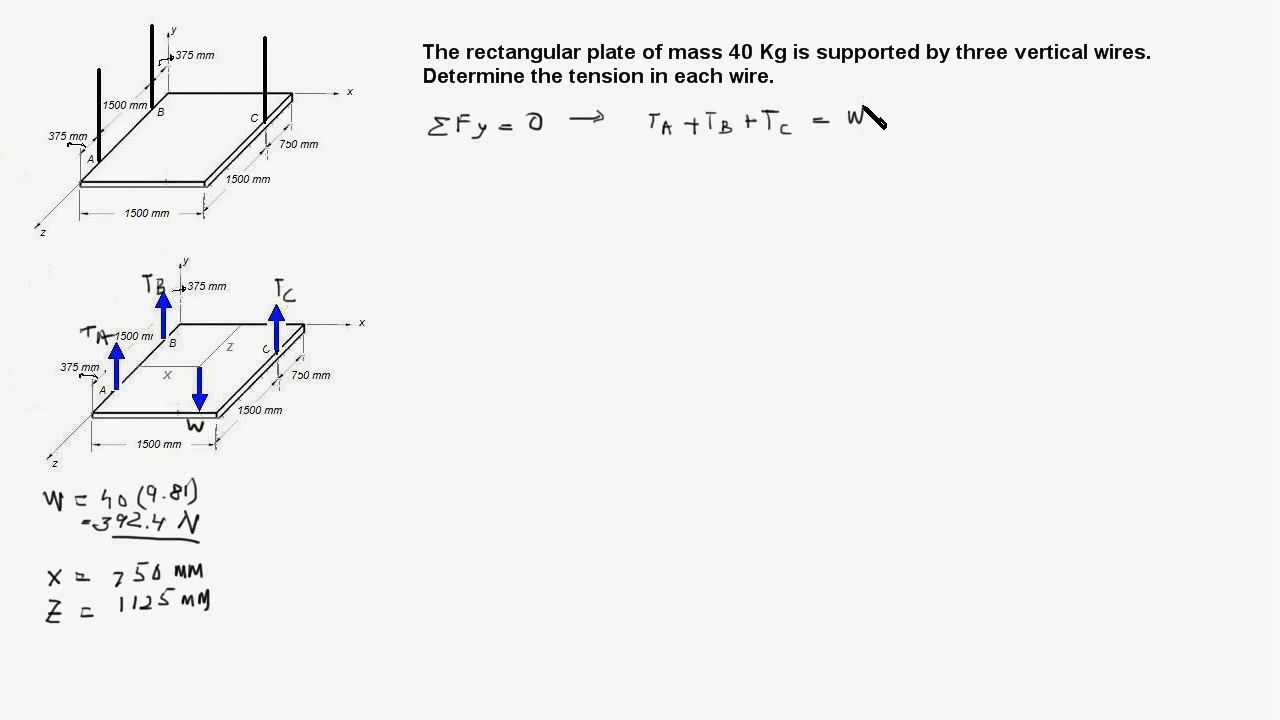 The rectangular plate of mass 40 Kg is supported by three vertical wires.
Determine the tension in each wire.
ΣFy = 0 → TA + TB + TC = W
y
375 mm
x
1500 mm
B
C
375 mm
A
750 mm
1500 mm
1500 mm
z
y
TB
375 mm
TC
x
TA
1500 m
B
Z
C
375 mm
X
750 mm
A
1500 mm
W
1500 mm
z
W = 40 (9.81)
= 392.4 N
X = 750 MM
Z = 1125 MM